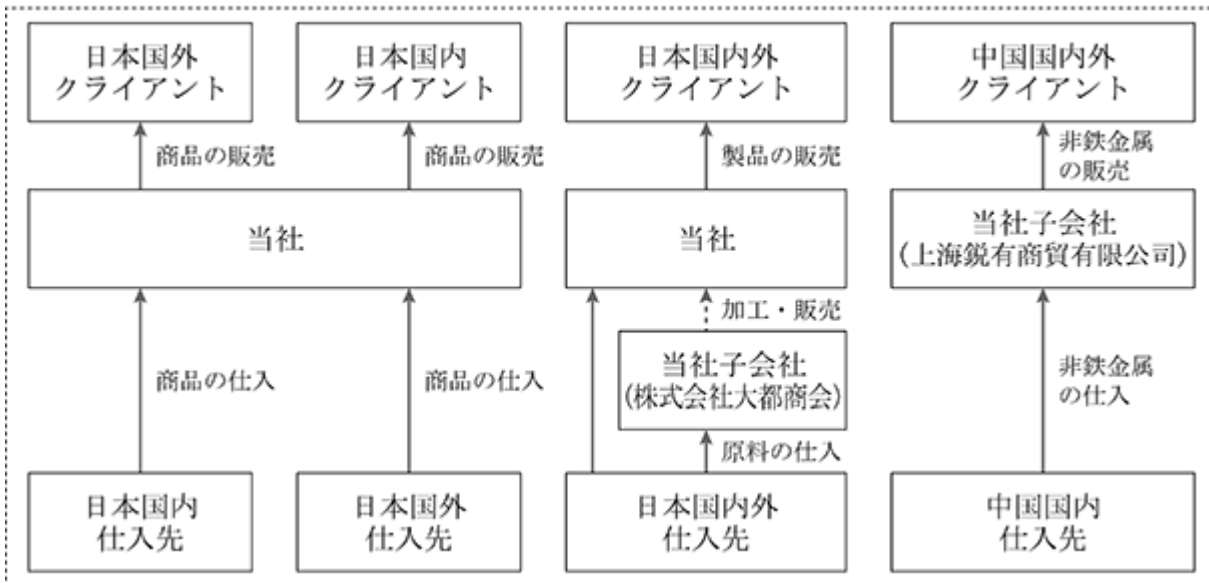 日本国外
クライアント
日本国内
クライアント
日本国内外
クライアント
中国国内外
クライアント
商品の販売
商品の販売
製品の販売
非鉄金属
の販売
当社
当社
当社子会社
(上海鋭有商貿有限公司)
加工・販売
商品の仕入
商品の仕入
当社子会社
(株式会社大都商会)
非鉄金属
の仕入
原料の仕入
日本国内
仕入先
日本国外
仕入先
日本国内外
仕入先
中国国内
仕入先